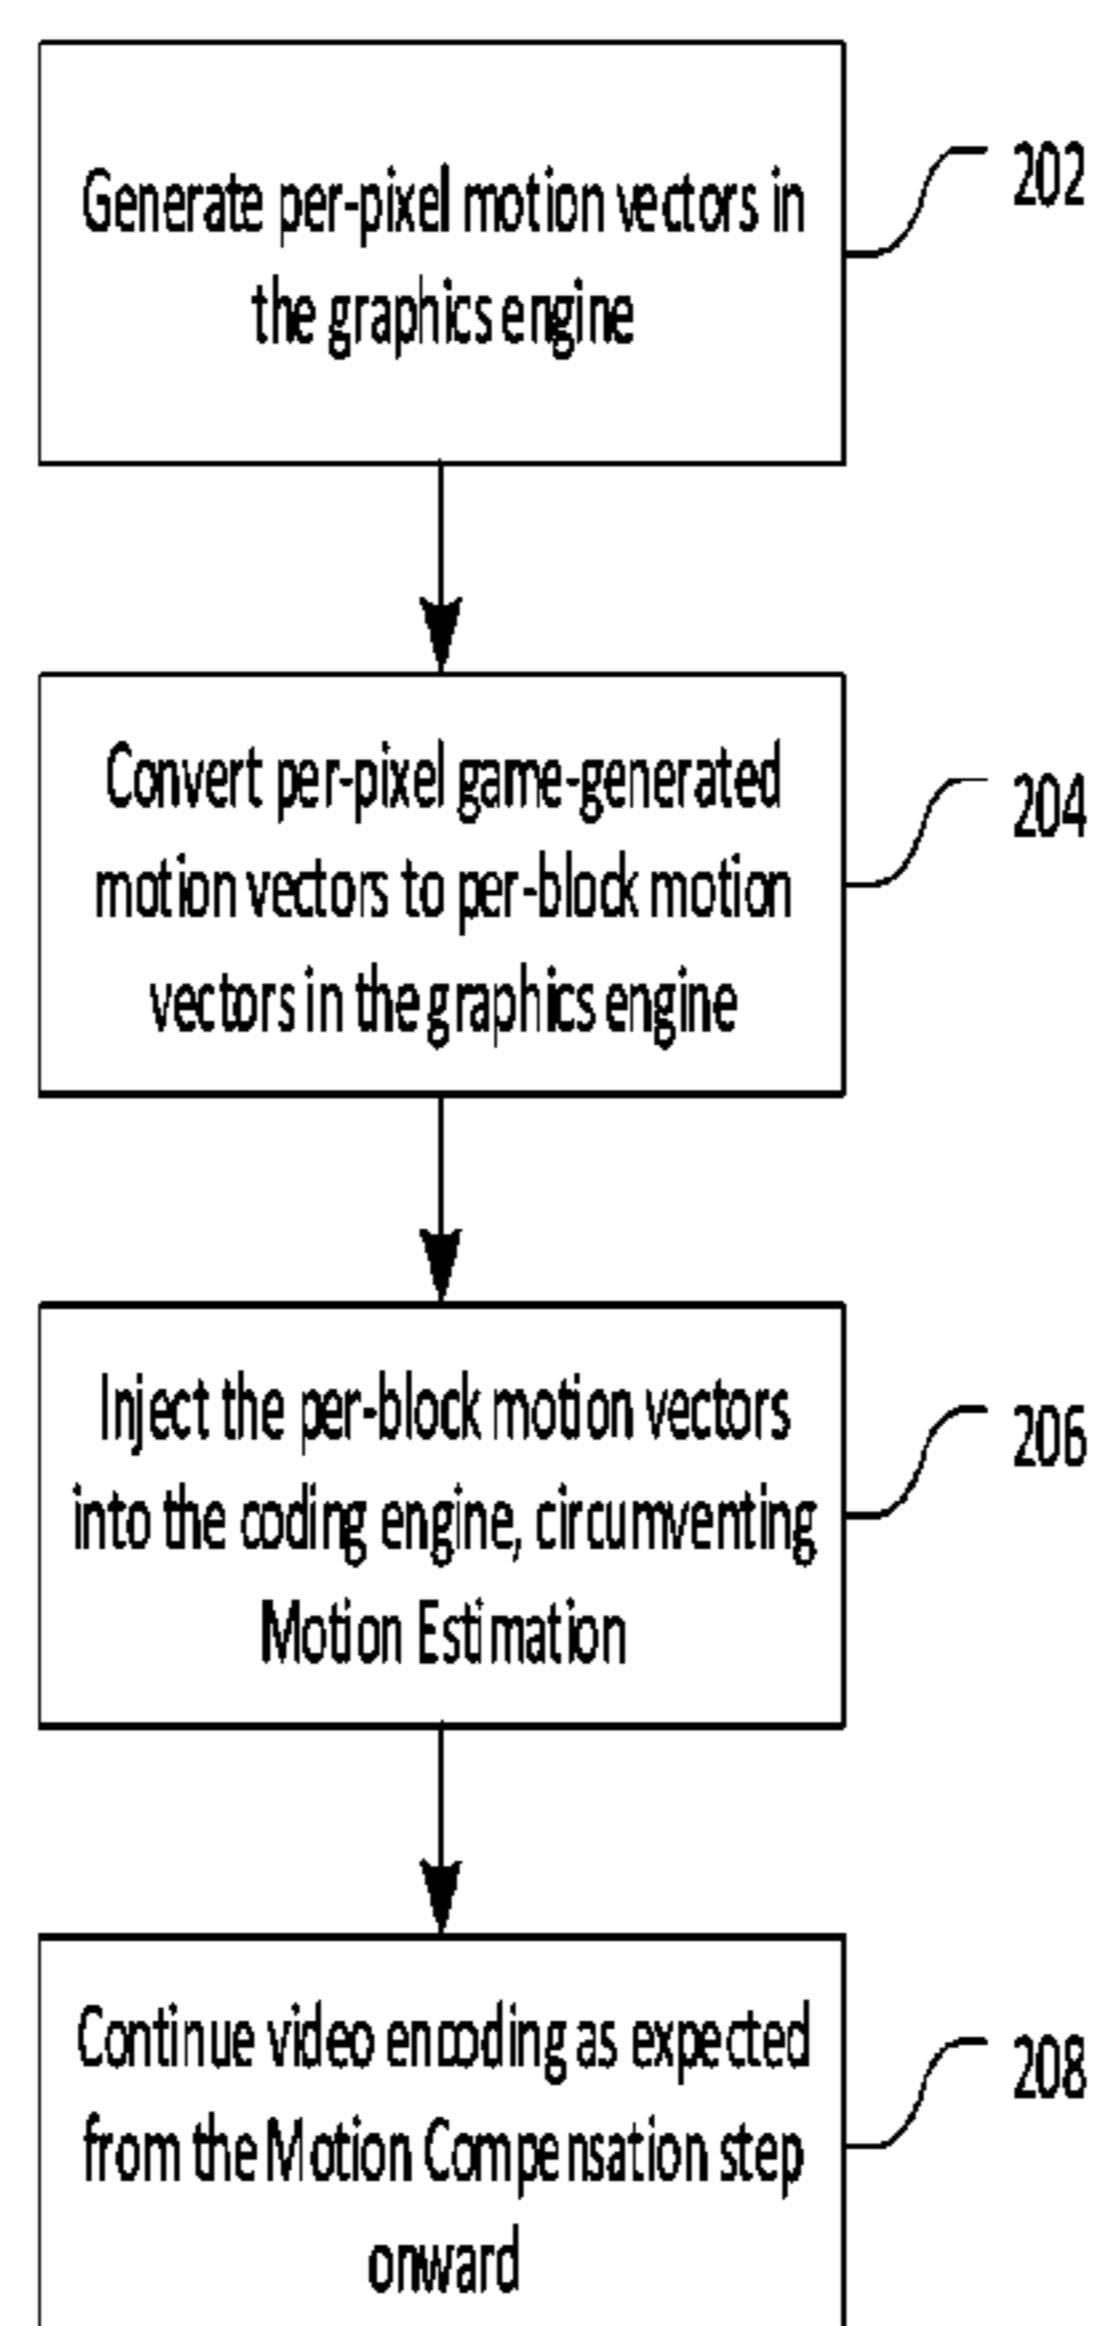 Generate per-pixel motion vectors in
the graphics engine
202
Convert per-pixel game-generated
motion vectors to per-block motion
vectors in the graphics engine
204
Inject the per-block motion vectors
into the coding engine, circumventing
Motion Estimation
206
Continue video encoding as expected
from the Motion Compensation step
onward
208